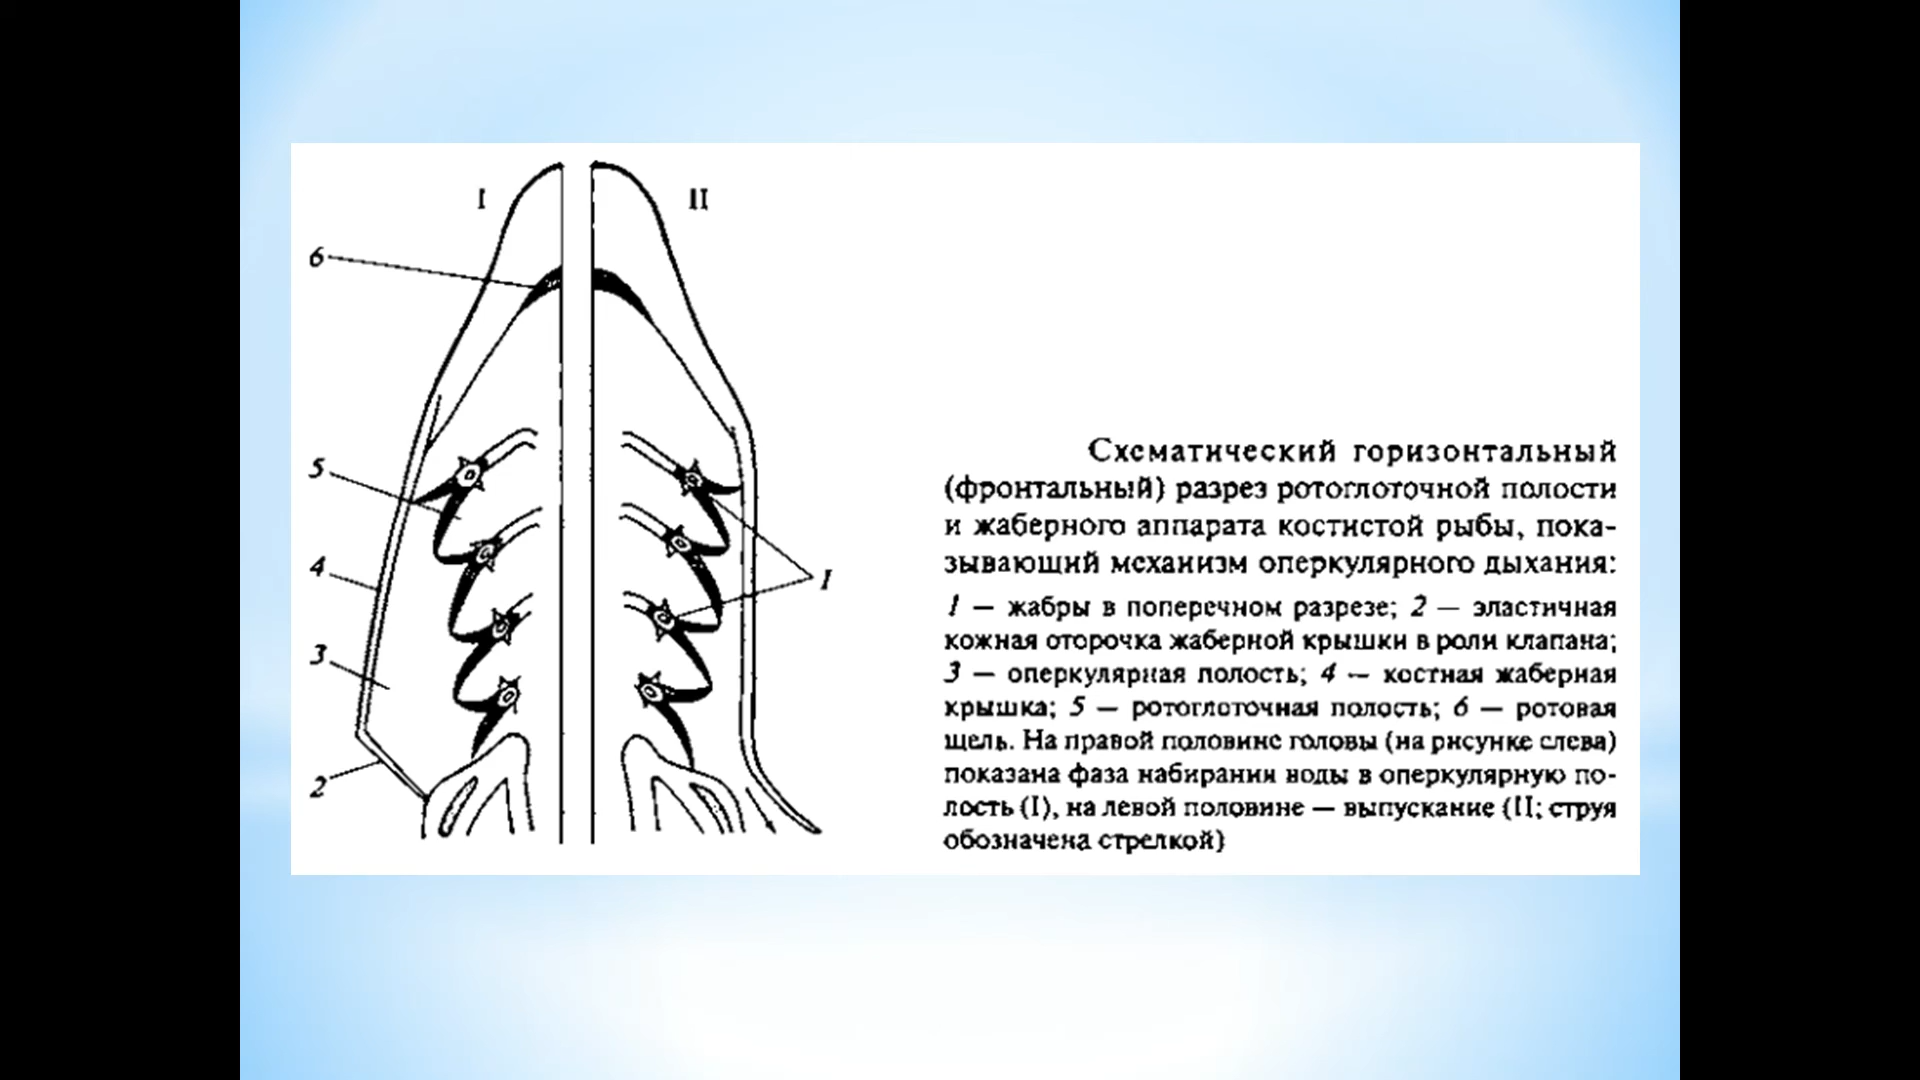 I
II
6
5
4
I
3
2
Схематический горизонтальный
(фронтальный) разрез ротоглоточной полости
и жаберного аппарата костистой рыбы, пока-
зывающий механизм оперкулярного дыхания:
1 — жабры в поперечном разрезе; 2 — эластичная
кожная оторочка жаберной крышки в роли клапана;
3 — оперкулярная полость; 4 — костная жаберная
крышка; 5 — ротоглоточная полость; 6 — ротовая
щель. На правой половине головы (на рисунке слева)
показана фаза набирания воды в оперкулярную по-
лость (I), на левой половине — выпускание (II; струя
обозначена стрелкой)